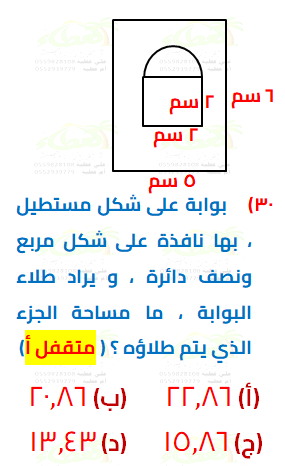 ٦ سم
٢ سم
٢ سم
٥ سم
٣٠) بوابة على شكل مستطيل
، بها نافذة على شكل مربع
ونصف دائرة ، و يراد طلاء
البوابة ، ما مساحة الجزء
الذي يتم طلاؤه ؟ ( متقفل أ)
(أ) ٢٢,٨٦ (ب) ٢٠,٨٦
(ج) ١٥,٨٦ (د) ١٣,٤٣